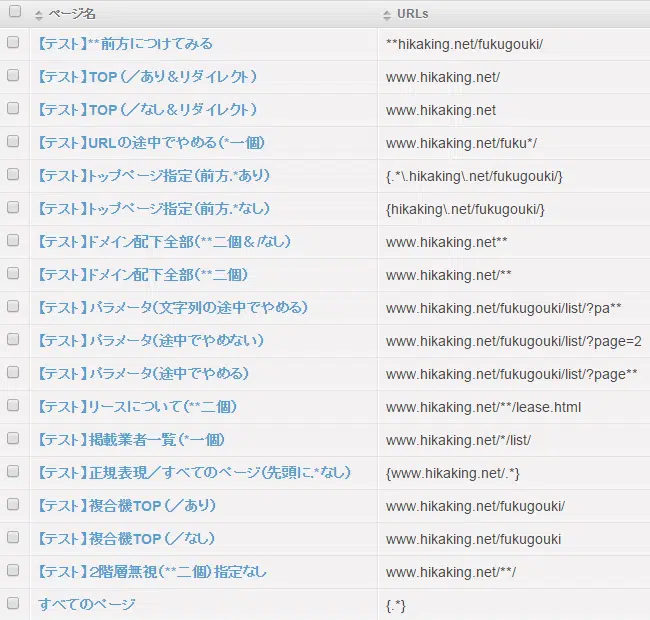 ページ名 URLs
【テスト】**前方につけてみる **hikaking.net/fukugouki/
【テスト】TOP（／あり＆リダイレクト） www.hikaking.net/
【テスト】TOP（／なし＆リダイレクト） www.hikaking.net
【テスト】URLの途中でやめる（*一個） www.hikaking.net/fuku*/
【テスト】トップページ指定（前方.*あり） {.*\.hikaking\.net/fukugouki/}
【テスト】トップページ指定（前方.*なし） {hikaking\.net/fukugouki/}
【テスト】ドメイン配下全部（**二個＆/なし） www.hikaking.net**
【テスト】ドメイン配下全部（**二個） www.hikaking.net/**
【テスト】パラメータ（文字列の途中でやめる） www.hikaking.net/fukugouki/list/?pa**
【テスト】パラメータ（途中でやめない） www.hikaking.net/fukugouki/list/?page=2
【テスト】パラメータ（途中でやめる） www.hikaking.net/fukugouki/list/?page**
【テスト】リースについて（**二個） www.hikaking.net/**/lease.html
【テスト】掲載業者一覧（*一個） www.hikaking.net/*/list/
【テスト】正規表現／すべてのページ（先頭に.*なし） {www.hikaking.net/.*}
【テスト】複合機TOP（／あり） www.hikaking.net/fukugouki/
【テスト】複合機TOP（／なし） www.hikaking.net/fukugouki
【テスト】2階層無視（**二個）指定なし www.hikaking.net/**/
すべてのページ {.*}